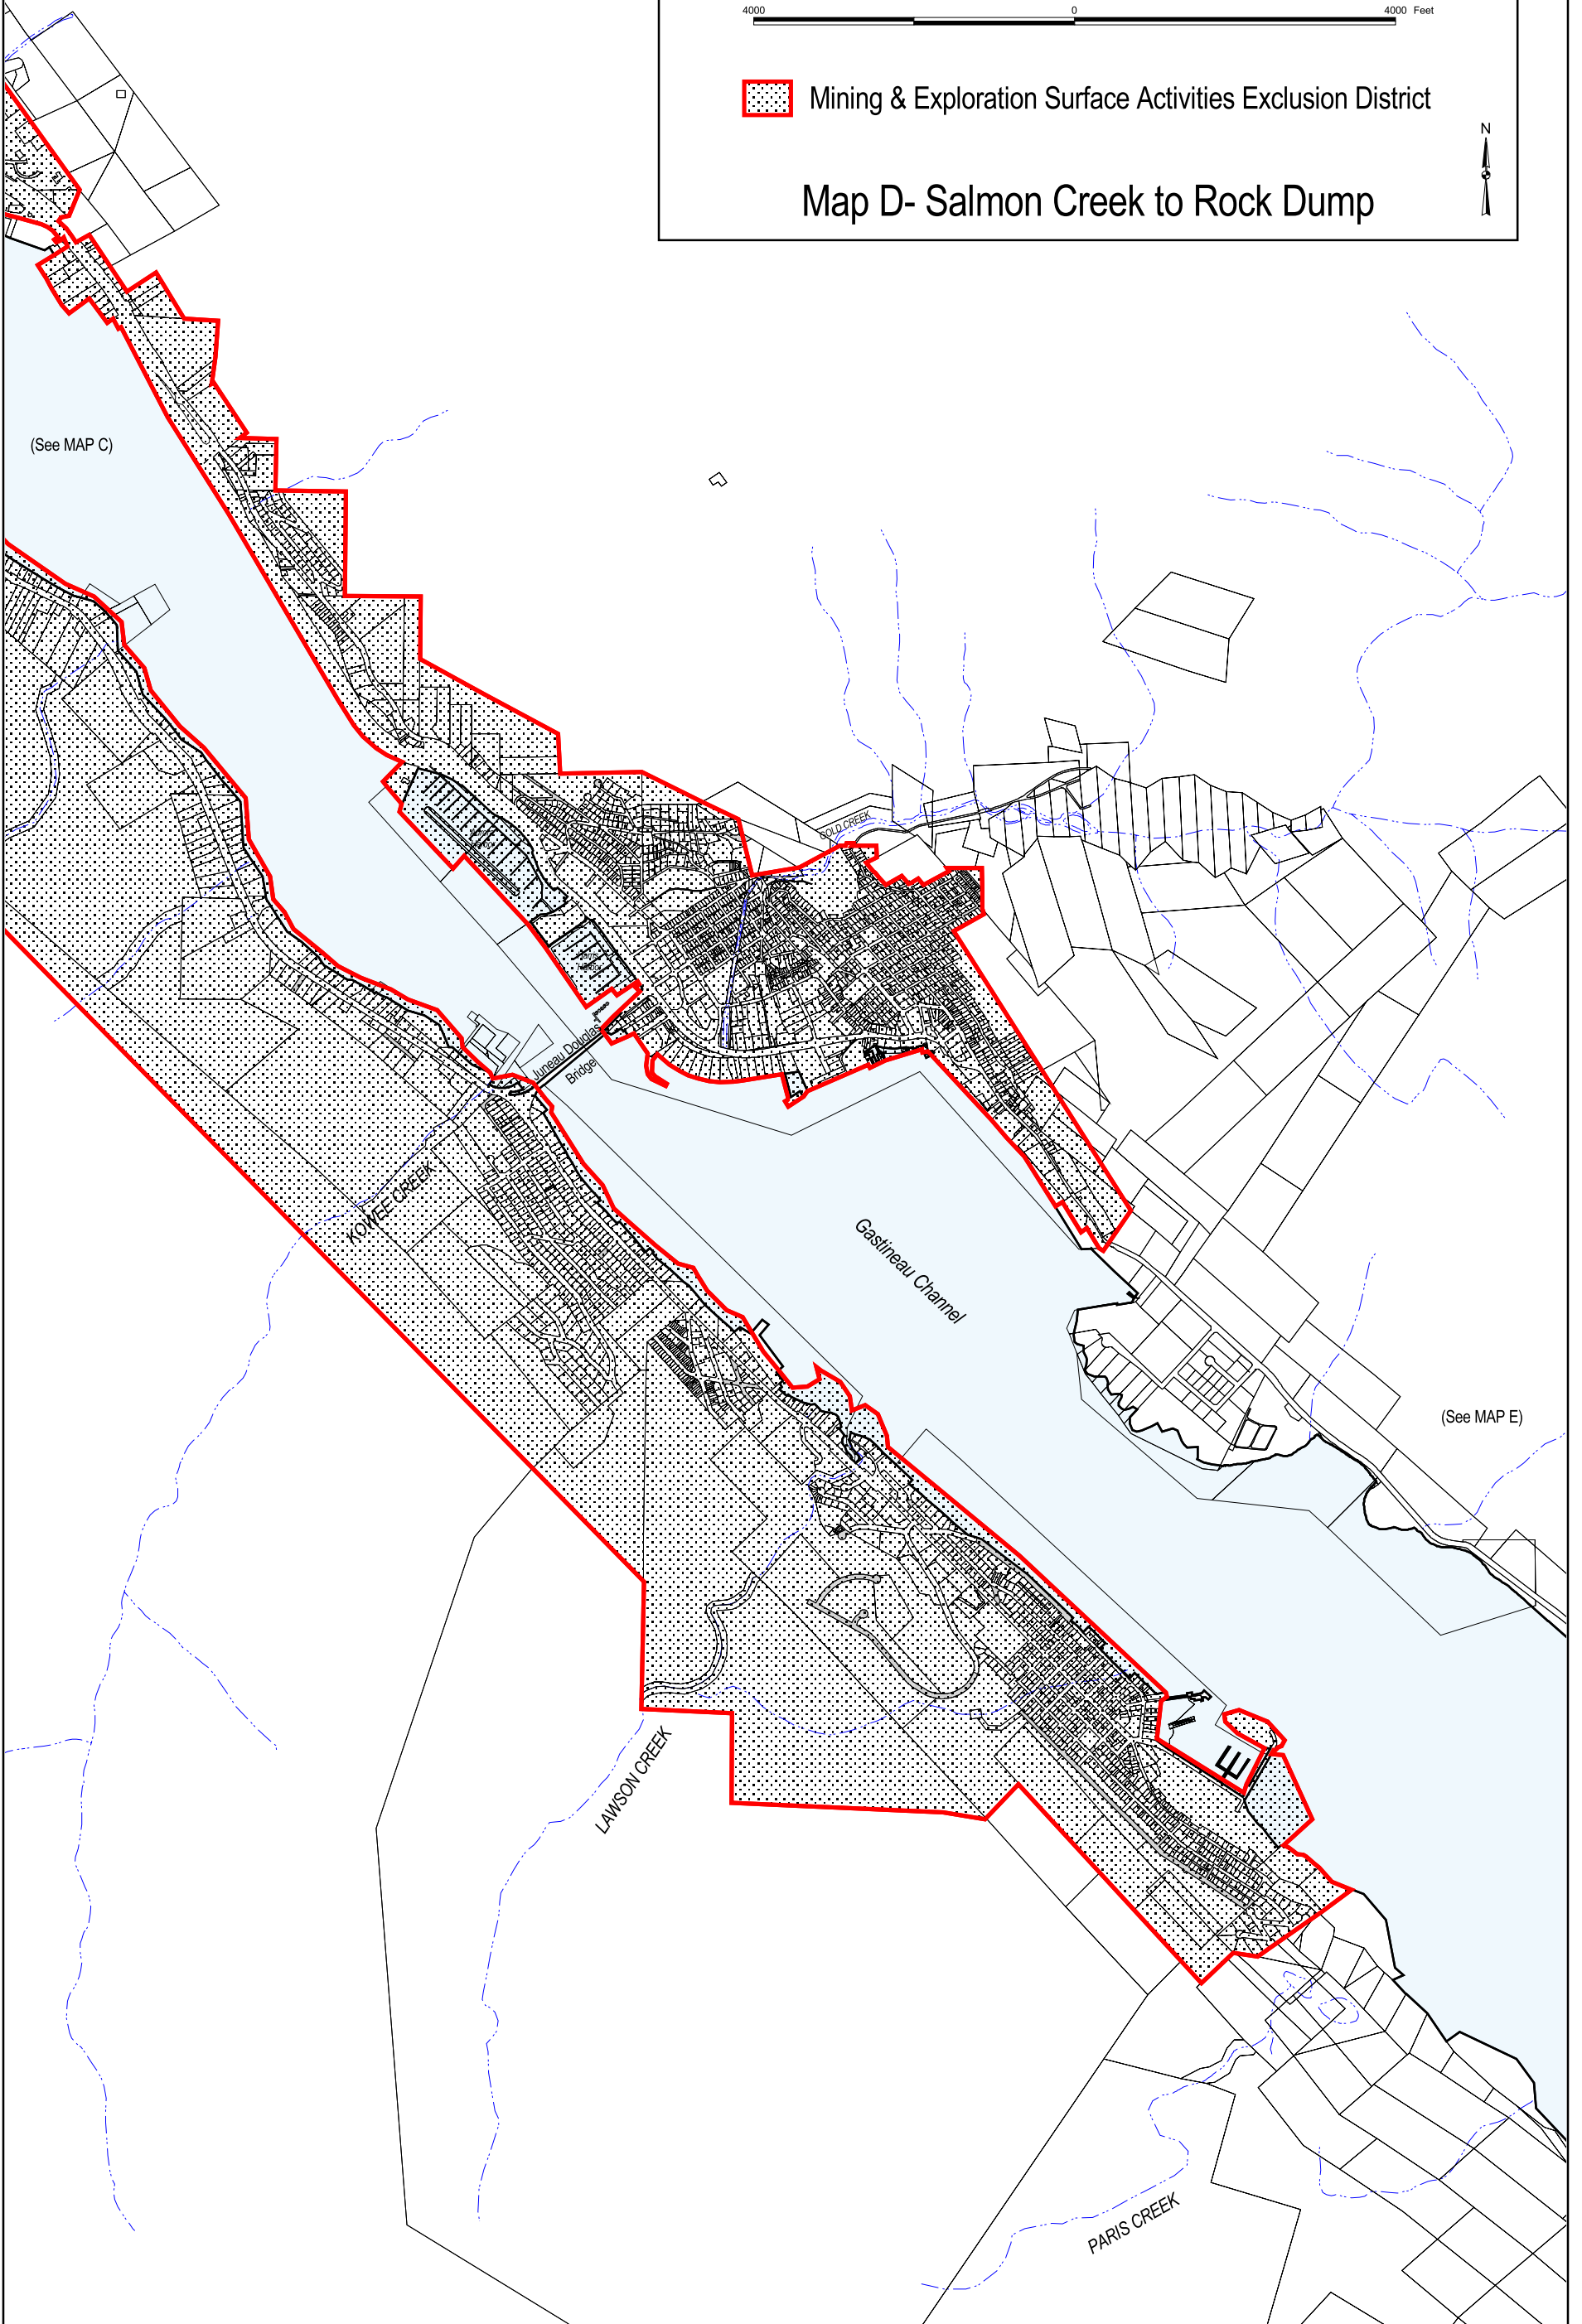 4000 0 4000 Feet
Mining & Exploration Surface Activities Exclusion District
N
Map D- Salmon Creek to Rock Dump
(See MAP C)
GOLD CREEK
Harbor
Juneau Douglas
Bridge
KOWEE CREEK
Gastineau Channel
(See MAP E)
LAWSON CREEK
PARIS CREEK